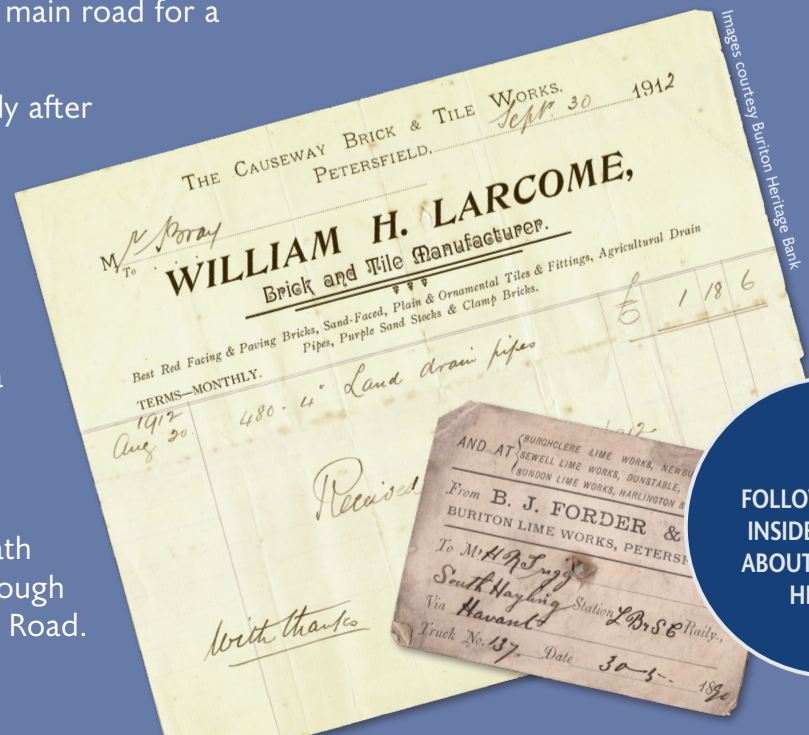 main road for a
ly after
ath
ough
Road.
Images courtesy Buriton Heritage Bank
THE CAUSEWAY BRICK & TILE WORKS,
PETERSFIELD. Sept. 30 1912
M
To
Bray
WILLIAM H. LARCOME,
Brick and Tile Manufacturer.
Best Red Facing & Paving Bricks, Sand-Faced, Plain & Ornamental Tiles & Fittings, Agricultural Drain
Pipes, Purple Sand Stocks & Clamp Bricks.
TERMS—MONTHLY.
1912
Aug 20 480. 4" Land drain pipes £ 1 18 6
Received
With thanks
AND AT BURGHCLERE LIME WORKS, NEWBU
SEWELL LIME WORKS, DUNSTABLE,
SUNDON LIME WORKS, HARLINGTON &
From B. J. FORDER &
BURITON LIME WORKS, PETERSF
To Mr H
South Hayling Station L.B.&S.C Raily.,
Via Havant
Truck No. 137. Date 30-5- 1890
FOLLOW
INSIDE
ABOUT
H